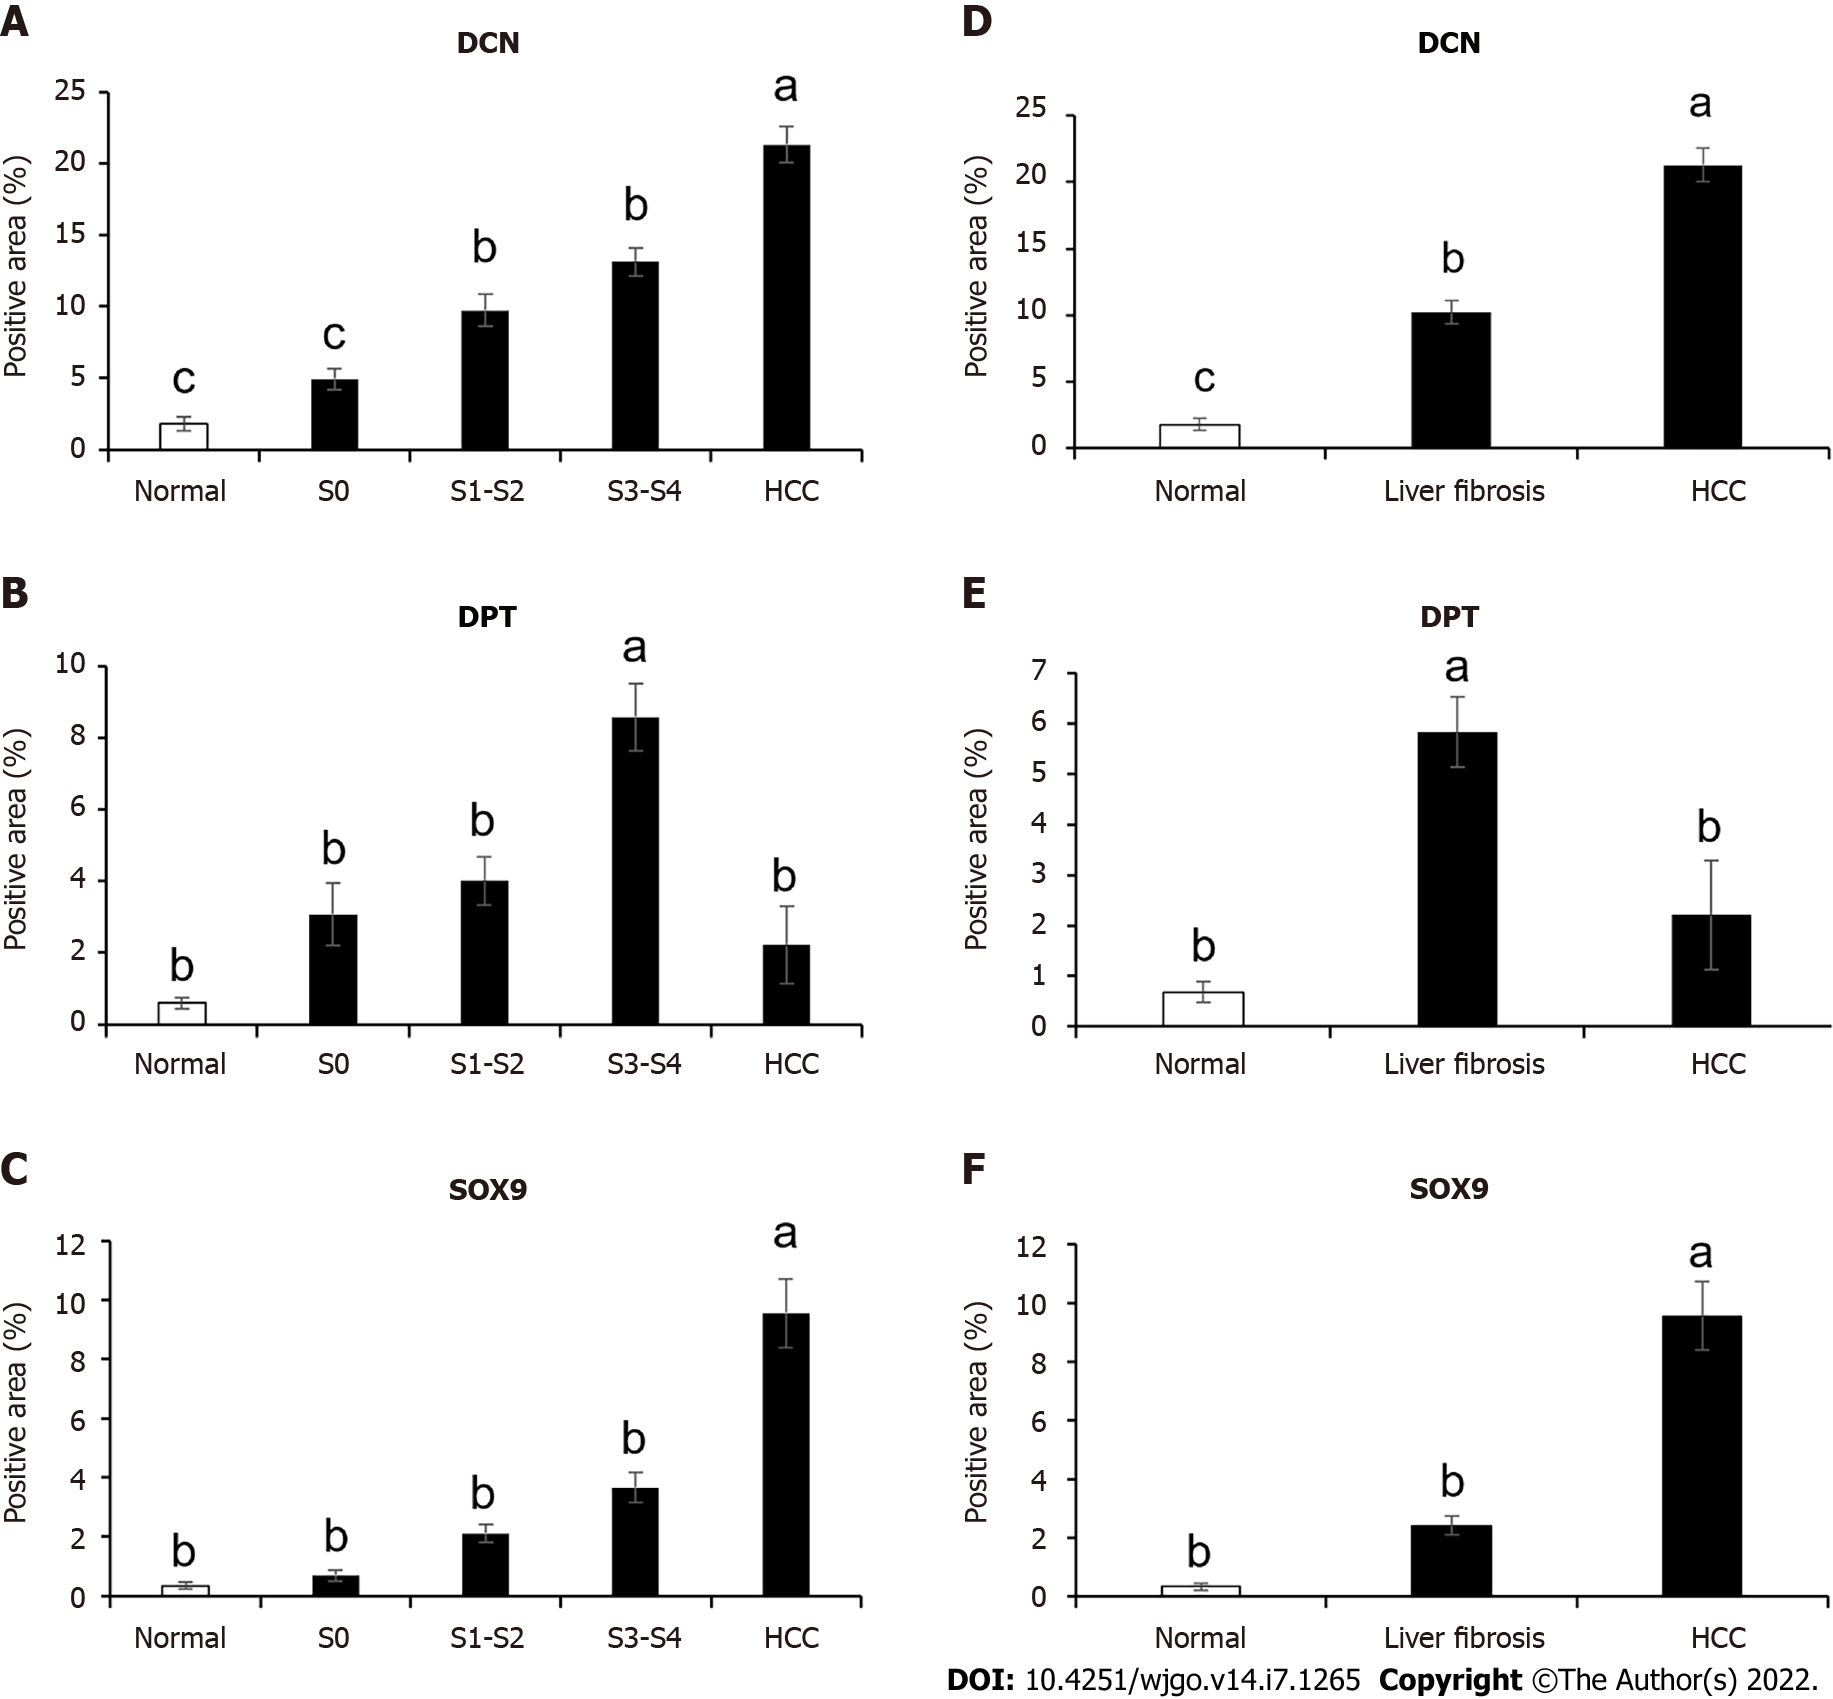 A
DCN
25
20
15
10
5
0
Positive area (%)
c
c
b
b
a
Normal S0 S1-S2 S3-S4 HCC
D
DCN
25
20
15
10
5
0
Positive area (%)
c
b
a
Normal Liver fibrosis HCC
B
DPT
10
8
6
4
2
0
Positive area (%)
b
b
b
a
b
Normal S0 S1-S2 S3-S4 HCC
E
DPT
7
6
5
4
3
2
1
0
Positive area (%)
b
a
b
Normal Liver fibrosis HCC
C
SOX9
12
10
8
6
4
2
0
Positive area (%)
b
b
b
b
a
Normal S0 S1-S2 S3-S4 HCC
F
SOX9
12
10
8
6
4
2
0
Positive area (%)
b
b
a
Normal Liver fibrosis HCC
DOI: 10.4251/wjgo.v14.i7.1265 Copyright ©The Author(s) 2022.